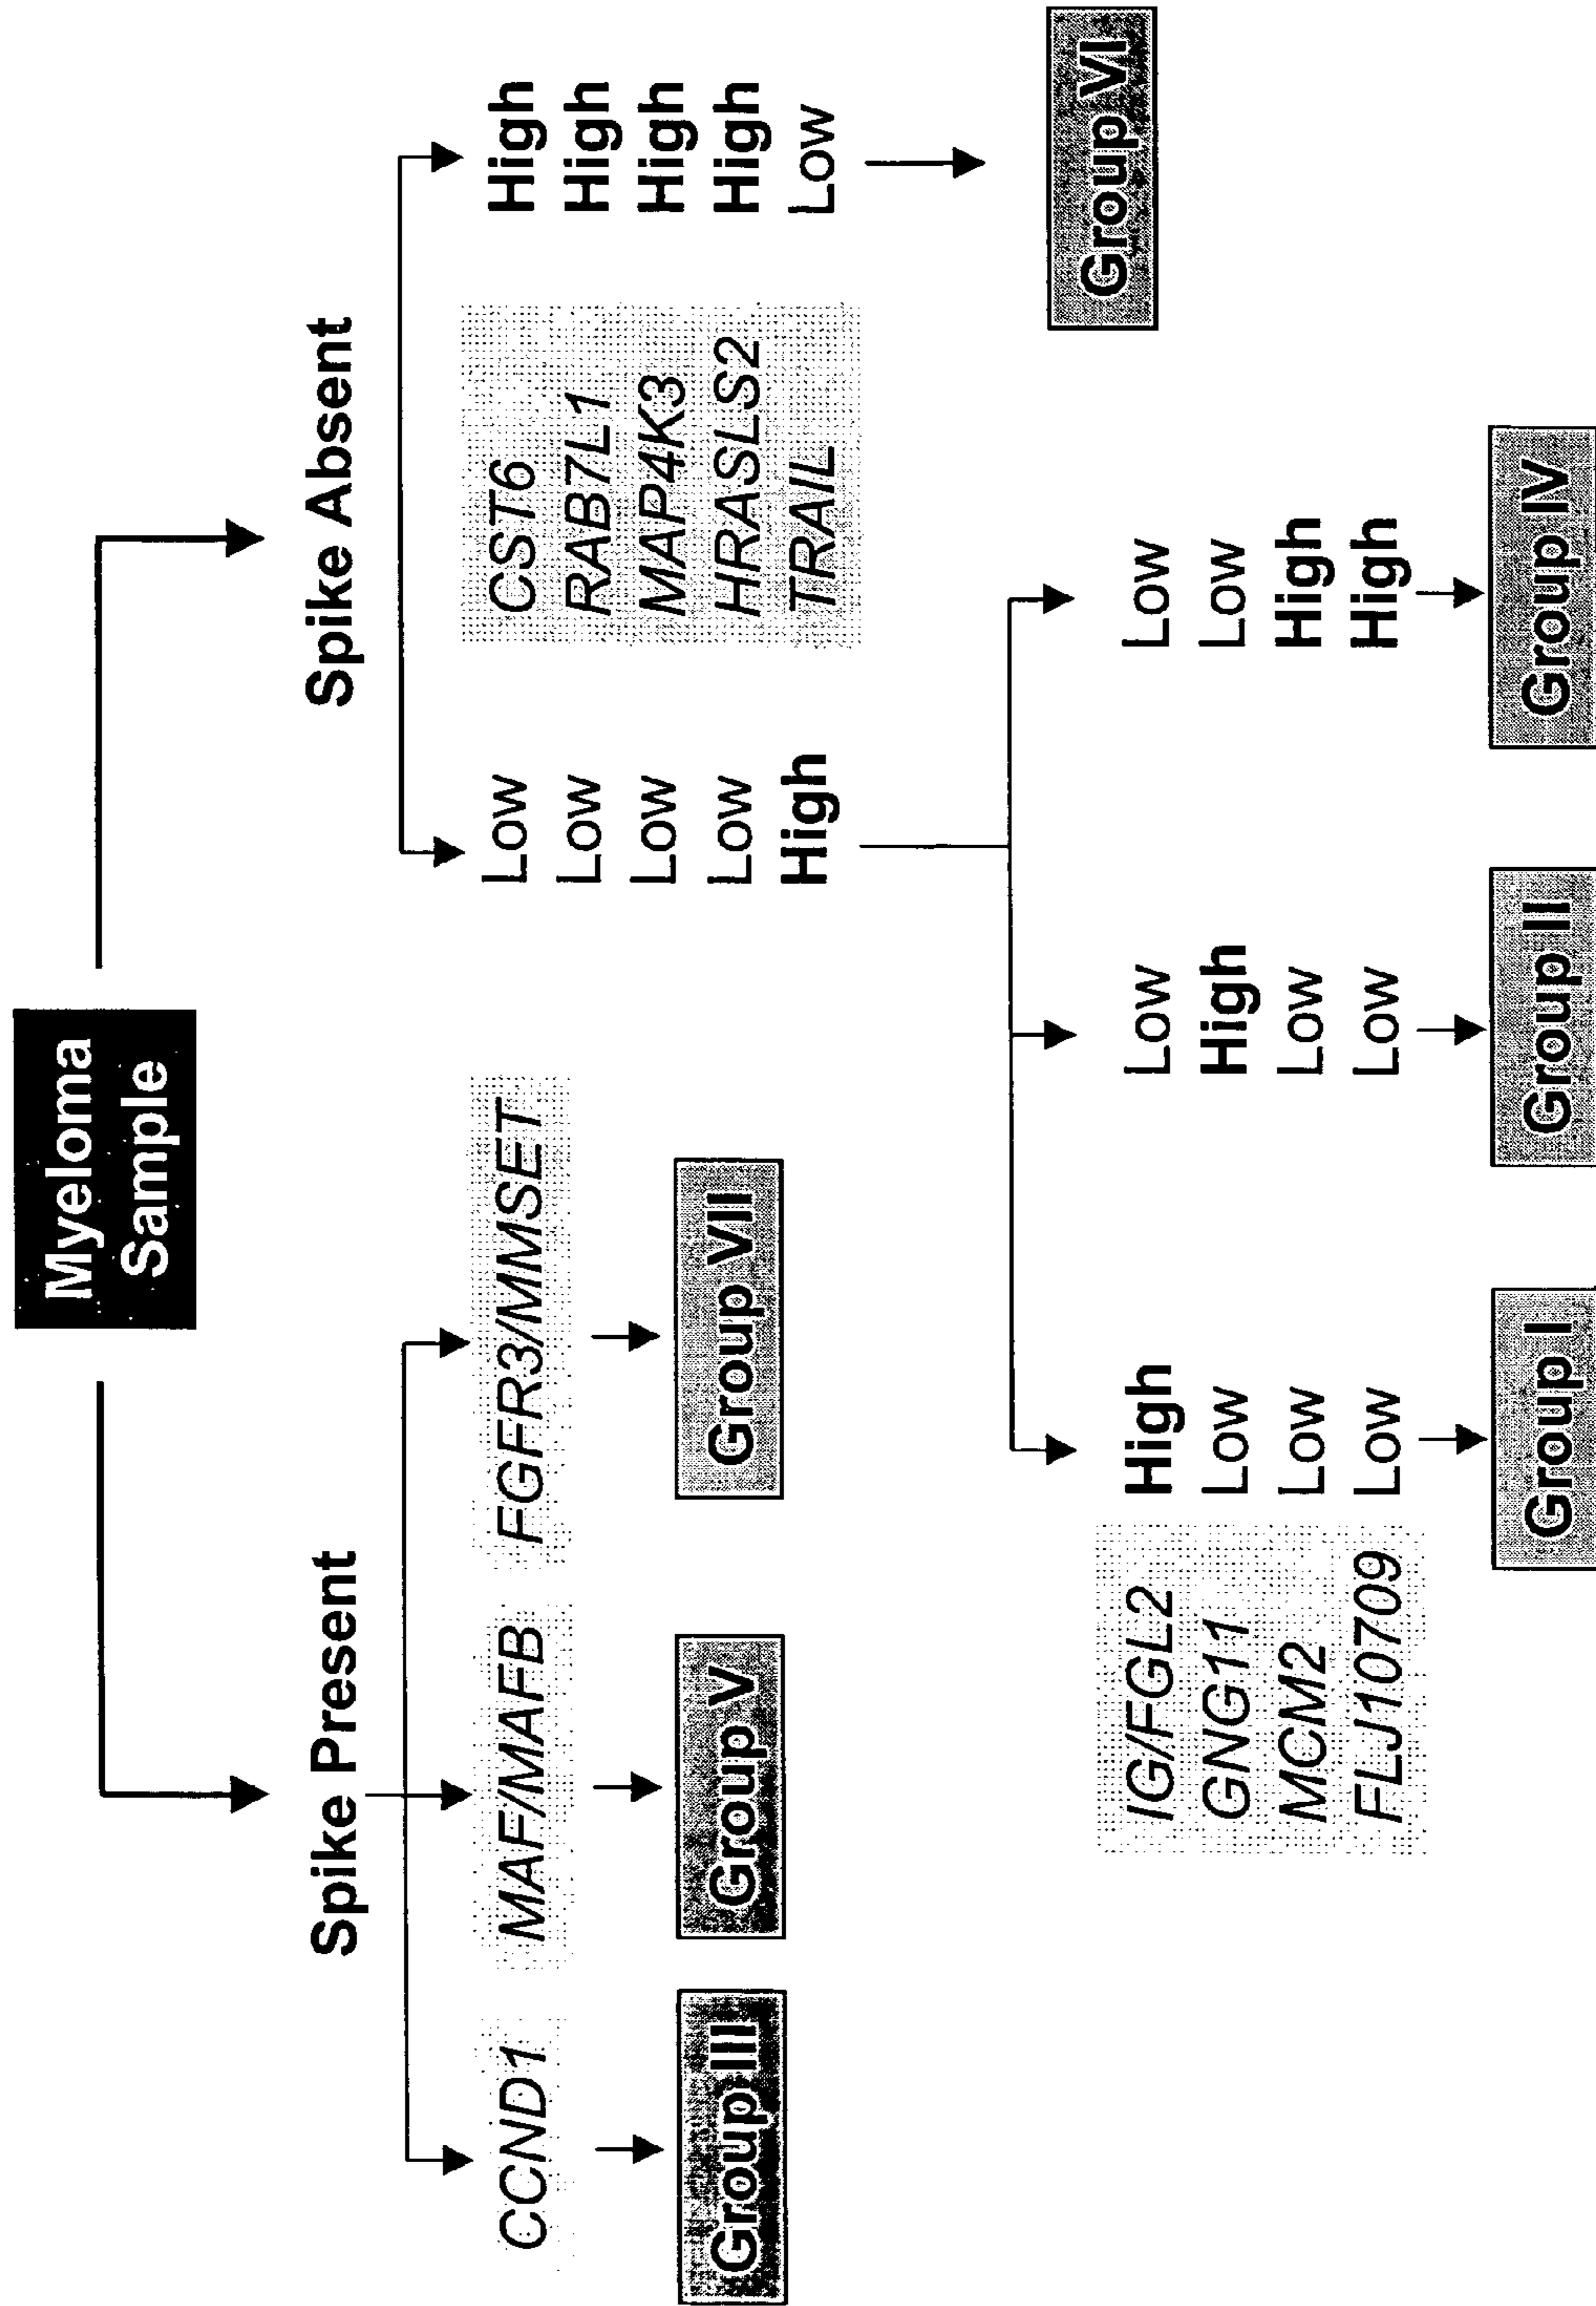 Myeloma
Sample
Spike Present
Spike Absent
CCND1
MAF/MAFB
FGFR3/MMSET
Group III
Group V
Group VII
Low
Low
Low
Low
High
CST6
RAB7L1
MAP4K3
HRASLS2
TRAIL
High
High
High
High
Low
Group VI
IG/FGL2
GNG11
MCM2
FLJ10709
High
Low
Low
Low
Low
High
Low
Low
Low
Low
High
High
Group I
Group II
Group IV